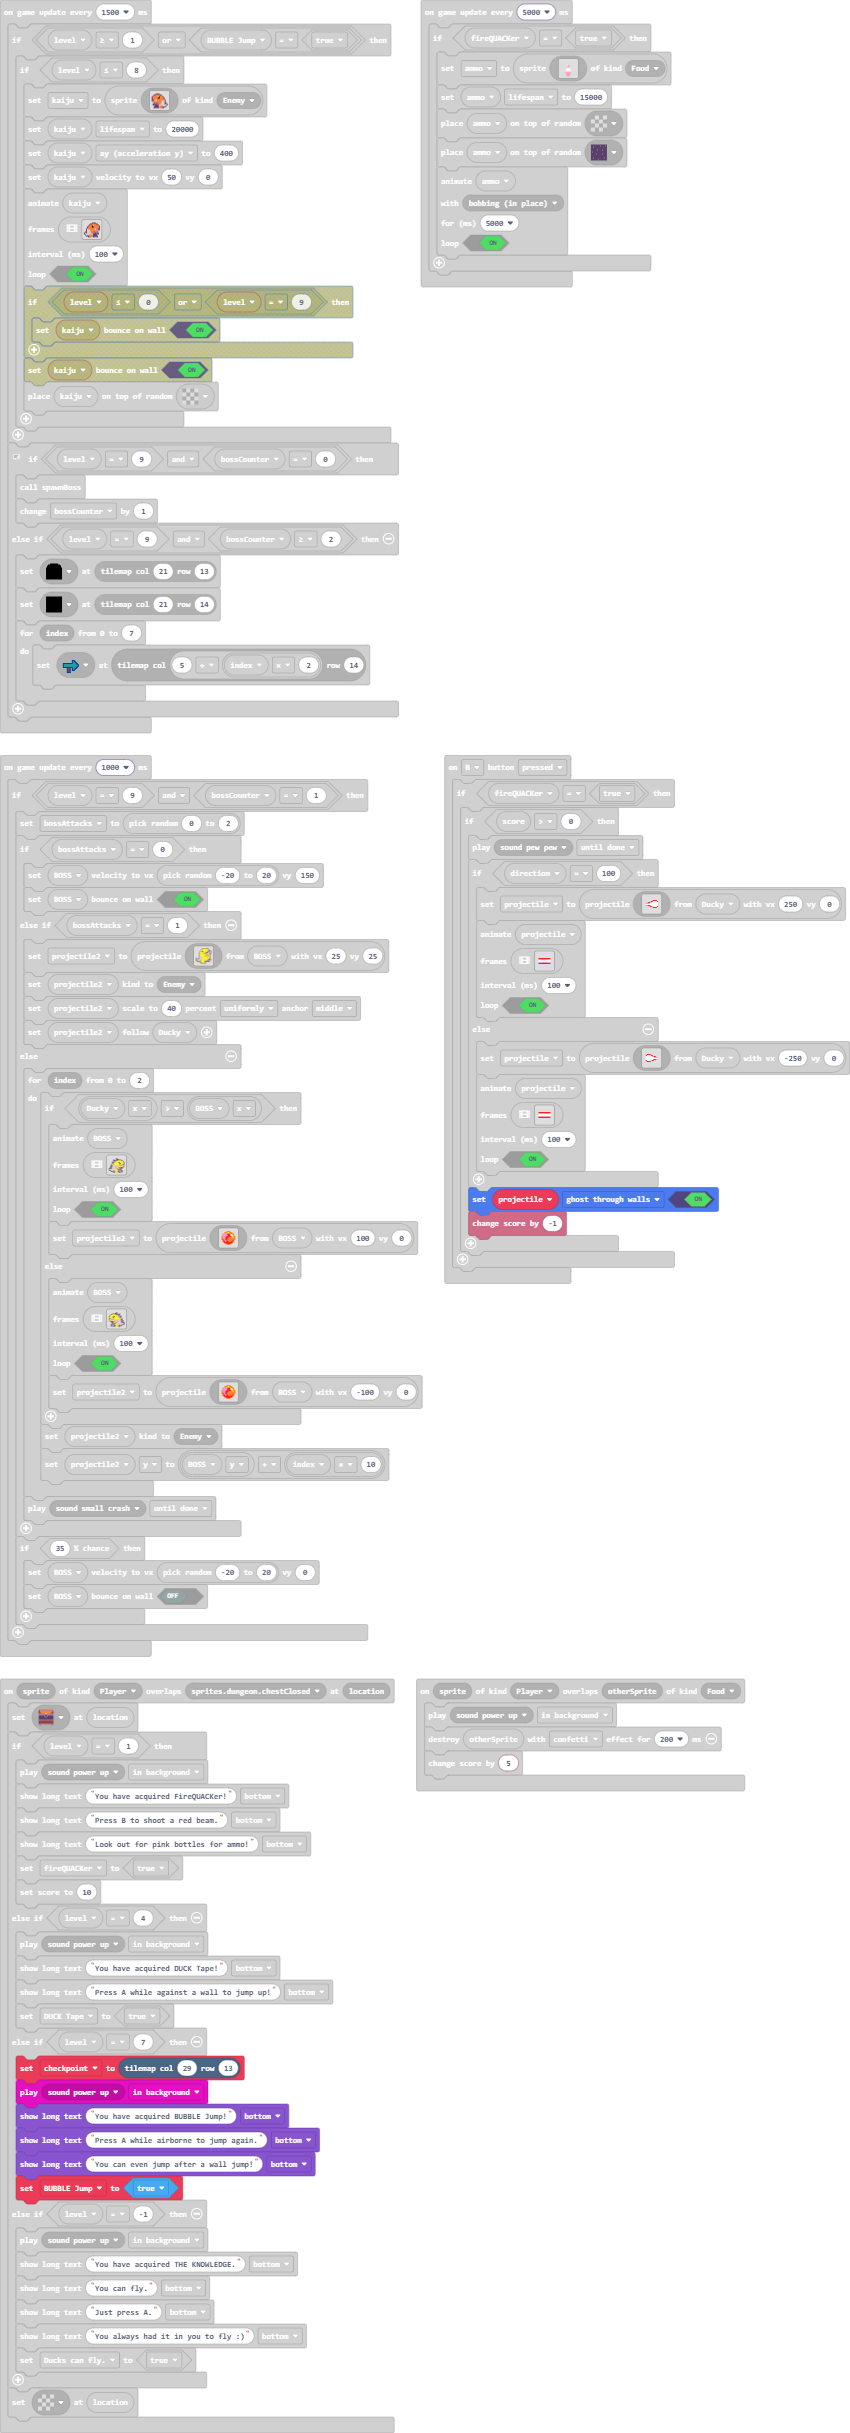 on game update every 1500 ms
if level ≥ 1 or BUBBLE Jump = true then
if level ≤ 8 then
set kaiju to sprite of kind Enemy
set kaiju lifespan to 20000
set kaiju ay (acceleration y) to 400
set kaiju velocity to vx 50 vy 0
animate kaiju
frames
interval (ms) 100
loop ON
if level ≤ 0 or level = 9 then
set kaiju bounce on wall ON
set kaiju bounce on wall ON
place kaiju on top of random
if level = 9 and bossCounter = 0 then
call spawnBoss
change bossCounter by 1
else if level = 9 and bossCounter ≥ 2 then
set at tilemap col 21 row 13
set at tilemap col 21 row 14
for index from 0 to 7
do
set at tilemap col 5 + index × 2 row 14
on game update every 5000 ms
if fireQUACKer = true then
set ammo to sprite of kind Food
set ammo lifespan to 15000
place ammo on top of random
place ammo on top of random
animate ammo
with bobbing (in place)
for (ms) 5000
loop ON
on game update every 1000 ms
if level = 9 and bossCounter = 1 then
set bossAttacks to pick random 0 to 2
if bossAttacks = 0 then
set BOSS velocity to vx pick random -20 to 20 vy 150
set BOSS bounce on wall ON
else if bossAttacks = 1 then
set projectile2 to projectile from BOSS with vx 25 vy 25
set projectile2 kind to Enemy
set projectile2 scale to 40 percent uniformly anchor middle
set projectile2 follow Ducky
else
for index from 0 to 2
do
if Ducky x > BOSS x then
animate BOSS
frames
interval (ms) 100
loop ON
set projectile2 to projectile from BOSS with vx 100 vy 0
else
animate BOSS
frames
interval (ms) 100
loop ON
set projectile2 to projectile from BOSS with vx -100 vy 0
set projectile2 kind to Enemy
set projectile2 y to BOSS y + index × 10
play sound small crash until done
if 35 % chance then
set BOSS velocity to vx pick random -20 to 20 vy 0
set BOSS bounce on wall OFF
on B button pressed
if fireQUACKer = true then
if score > 0 then
play sound pew pew until done
if direction = 100 then
set projectile to projectile from Ducky with vx 250 vy 0
animate projectile
frames
interval (ms) 100
loop ON
else
set projectile to projectile from Ducky with vx -250 vy 0
animate projectile
frames
interval (ms) 100
loop ON
set projectile ghost through walls ON
change score by -1
on sprite of kind Player overlaps sprites.dungeon.chestClosed at location
set at location
if level = 1 then
play sound power up in background
show long text "You have acquired FireQUACKer!" bottom
show long text "Press B to shoot a red beam." bottom
show long text "Look out for pink bottles for ammo!" bottom
set fireQUACKer to true
set score to 10
else if level = 4 then
play sound power up in background
show long text "You have acquired DUCK Tape!" bottom
show long text "Press A while against a wall to jump up!" bottom
set DUCK Tape to true
else if level = 7 then
set checkpoint to tilemap col 29 row 13
play sound power up in background
show long text "You have acquired BUBBLE Jump!" bottom
show long text "Press A while airborne to jump again." bottom
show long text "You can even jump after a wall jump!" bottom
set BUBBLE Jump to true
else if level = -1 then
play sound power up in background
show long text "You have acquired THE KNOWLEDGE." bottom
show long text "You can fly." bottom
show long text "Just press A." bottom
show long text "You always had it in you to fly :)" bottom
set Ducks can fly. to true
set at location
on sprite of kind Player overlaps otherSprite of kind Food
play sound power up in background
destroy otherSprite with confetti effect for 200 ms
change score by 5